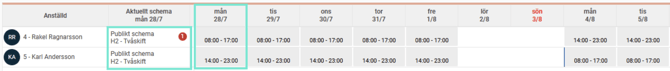 Anställd Aktuellt schema mån 28/7 mån 28/7 tis 29/7 ons 30/7 tor 31/7 fre 1/8 lör 2/8 sön 3/8 mån 4/8 tis 5/8
RR 4 - Rakel Ragnarsson Publikt schema H2 - Tvåskift 1 08:00 - 17:00 08:00 - 17:00 08:00 - 17:00 08:00 - 17:00 08:00 - 17:00 14:00 - 23:00 14:00 - 23:00
KA 5 - Karl Andersson Publikt schema H2 - Tvåskift 14:00 - 23:00 14:00 - 23:00 14:00 - 23:00 14:00 - 23:00 14:00 - 23:00 08:00 - 17:00 08:00 - 17:00